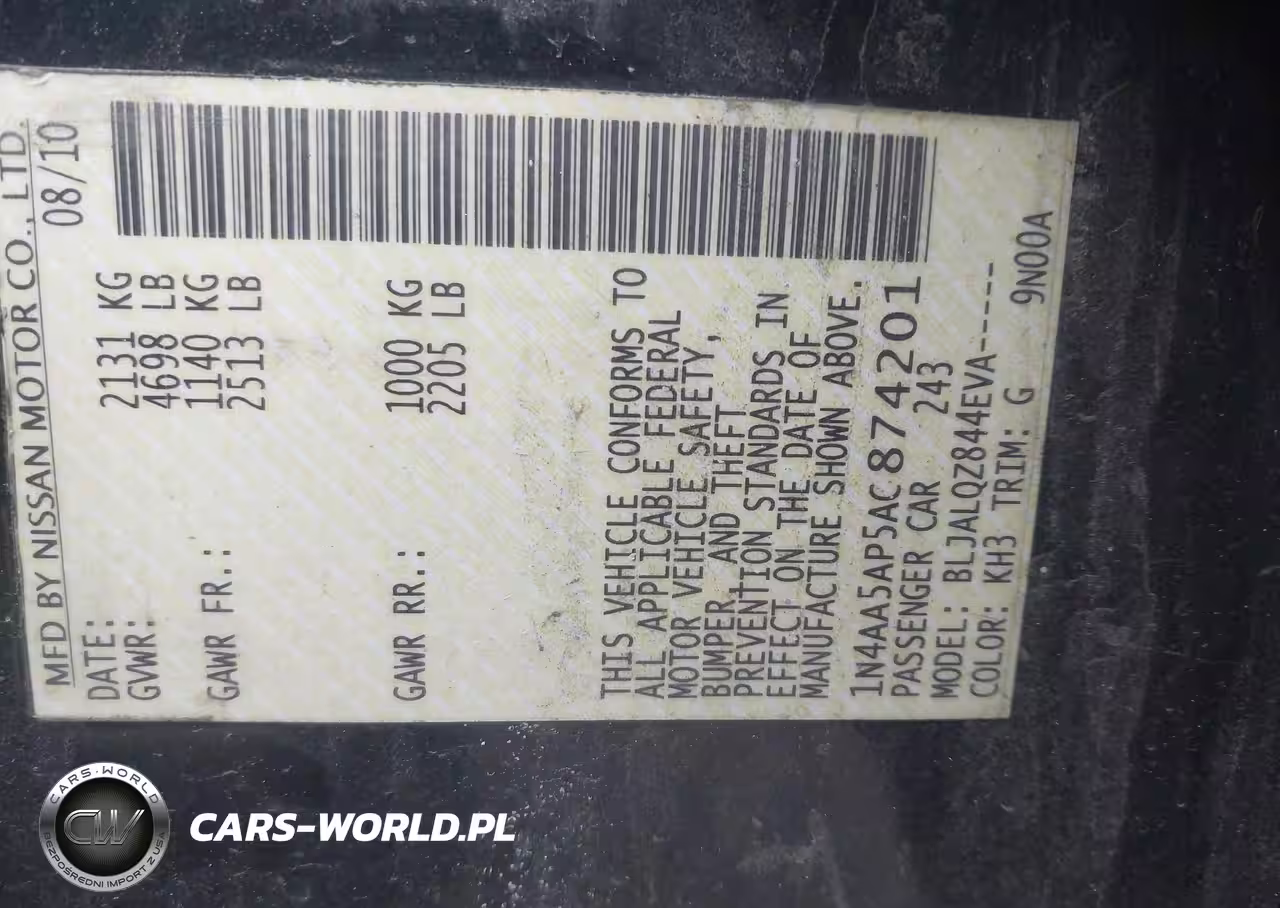 MFD BY NISSAN MOTOR CO., LTD.
08/10
DATE:
GVWR: 2131 KG
4698 LB
GAWR FR.: 1140 KG
2513 LB
GAWR RR.: 1000 KG
2205 LB
THIS VEHICLE CONFORMS TO
ALL APPLICABLE FEDERAL
MOTOR VEHICLE SAFETY,
BUMPER, AND THEFT
PREVENTION STANDARDS IN
EFFECT ON THE DATE OF
MANUFACTURE SHOWN ABOVE.
1N4AA5AP5AC874201
PASSENGER CAR 243
MODEL: BLJALQZ844EVA-----
COLOR: KH3 TRIM: G 9N00A
CARS-WORLD
CW
BEZPOŚREDNI IMPORT Z USA
CARS-WORLD.PL